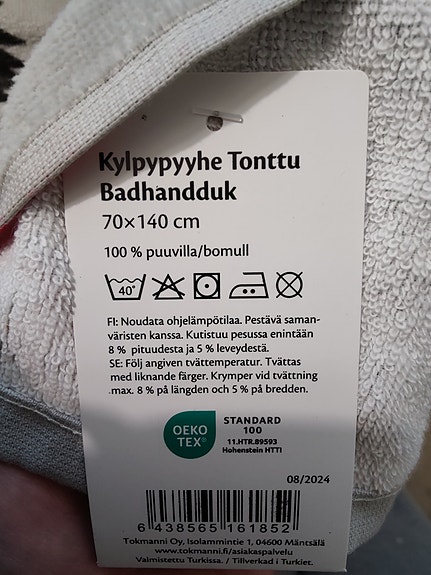 Kylpypyyhe Tonttu
Badhandduk
70×140 cm
100 % puuvilla/bomull
40°
FI: Noudata ohjelämpötilaa. Pestävä saman-
väristen kanssa. Kutistuu pesussa enintään
8 % pituudesta ja 5 % leveydestä.
SE: Följ angiven tvättemperatur. Tvättas
med liknande färger. Krymper vid tvättning
max. 8 % på längden och 5 % på bredden.
OEKO
TEX®
STANDARD
100
11.HTR.89593
Hohenstein HTTI
08/2024
6 438565 161852
Tokmanni Oy, Isolammintie 1, 04600 Mäntsälä
www.tokmanni.fi/asiakaspalvelu
Valmistettu Turkissa. / Tillverkad i Turkiet.